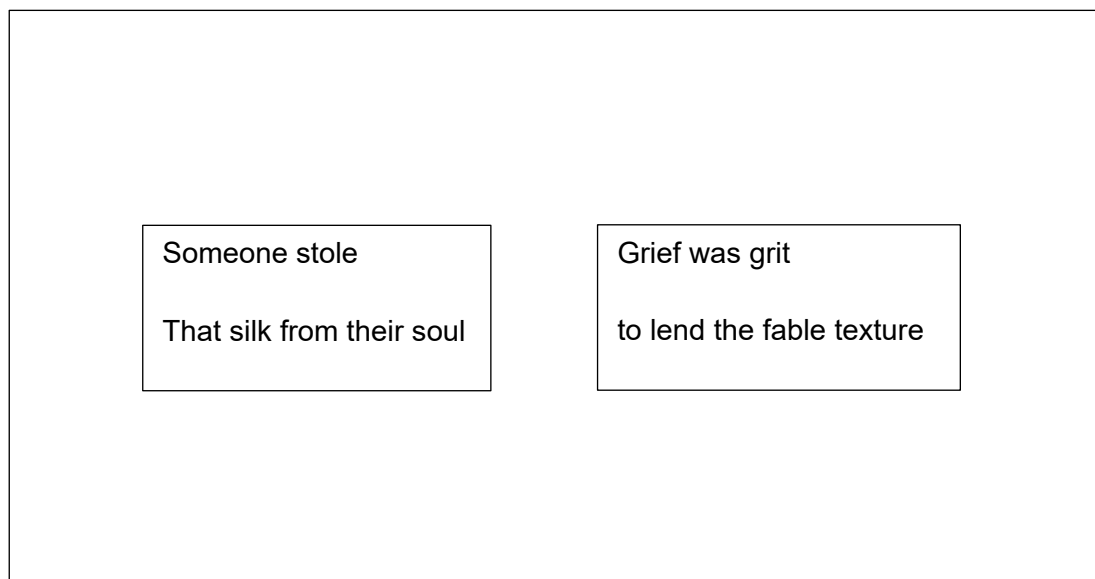 Someone stole
That silk from their soul
Grief was grit
to lend the fable texture